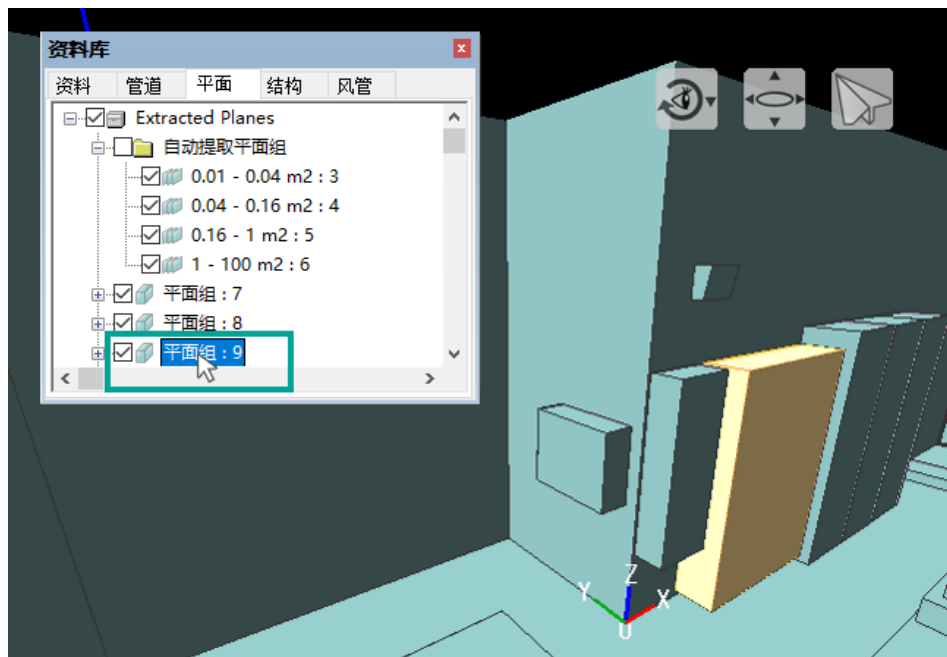 资料库
资料 管道 平面 结构 风管
Extracted Planes
自动提取平面组
0.01 - 0.04 m2 : 3
0.04 - 0.16 m2 : 4
0.16 - 1 m2 : 5
1 - 100 m2 : 6
平面组 : 7
平面组 : 8
平面组 : 9
Z
Y X
U